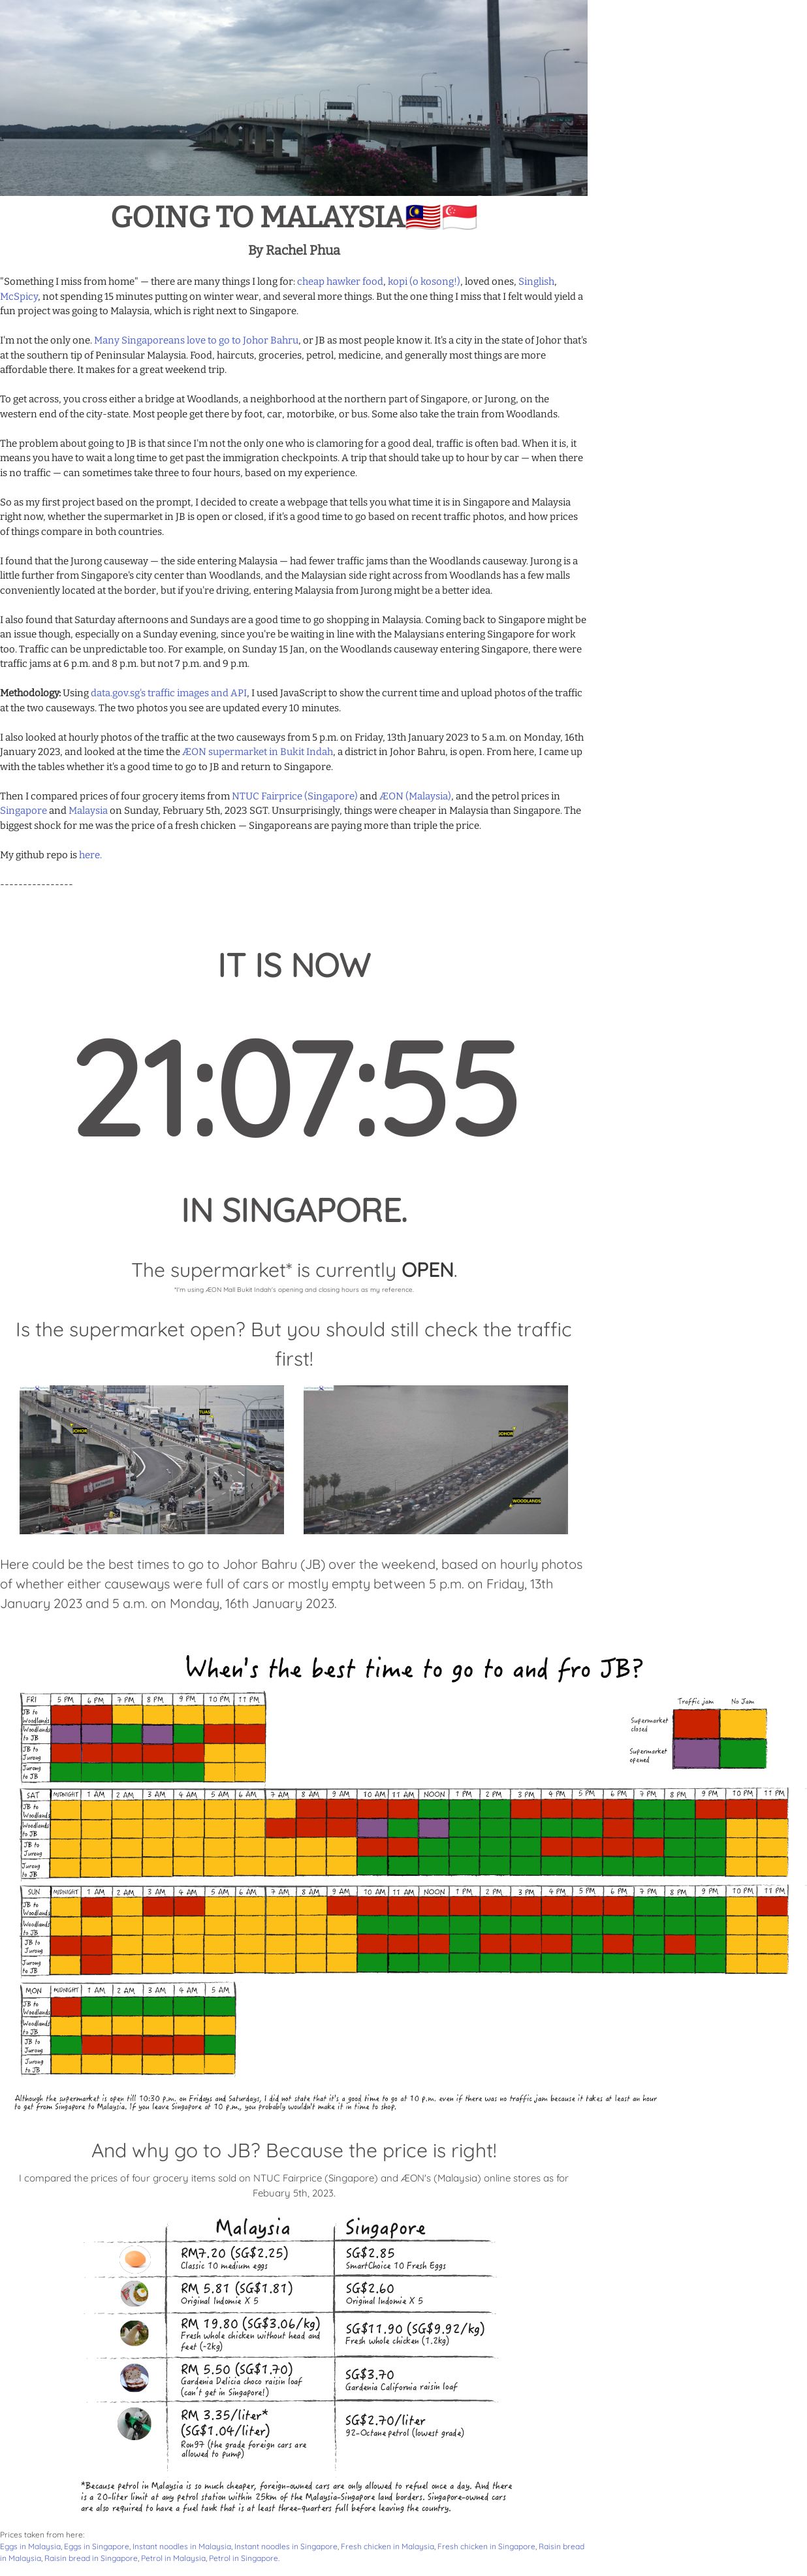 GOING TO MALAYSIA🇲🇾🇸🇬
By Rachel Phua
"Something I miss from home" — there are many things I long for: cheap hawker food, kopi (o kosong!), loved ones, Singlish,
McSpicy, not spending 15 minutes putting on winter wear, and several more things. But the one thing I miss that I felt would yield a
fun project was going to Malaysia, which is right next to Singapore.
I'm not the only one. Many Singaporeans love to go to Johor Bahru, or JB as most people know it. It's a city in the state of Johor that's
at the southern tip of Peninsular Malaysia. Food, haircuts, groceries, petrol, medicine, and generally most things are more
affordable there. It makes for a great weekend trip.
To get across, you cross either a bridge at Woodlands, a neighborhood at the northern part of Singapore, or Jurong, on the
western end of the city-state. Most people get there by foot, car, motorbike, or bus. Some also take the train from Woodlands.
The problem about going to JB is that since I'm not the only one who is clamoring for a good deal, traffic is often bad. When it is, it
means you have to wait a long time to get past the immigration checkpoints. A trip that should take up to hour by car — when there
is no traffic — can sometimes take three to four hours, based on my experience.
So as my first project based on the prompt, I decided to create a webpage that tells you what time it is in Singapore and Malaysia
right now, whether the supermarket in JB is open or closed, if it's a good time to go based on recent traffic photos, and how prices
of things compare in both countries.
I found that the Jurong causeway — the side entering Malaysia — had fewer traffic jams than the Woodlands causeway. Jurong is a
little further from Singapore's city center than Woodlands, and the Malaysian side right across from Woodlands has a few malls
conveniently located at the border, but if you're driving, entering Malaysia from Jurong might be a better idea.
I also found that Saturday afternoons and Sundays are a good time to go shopping in Malaysia. Coming back to Singapore might be
an issue though, especially on a Sunday evening, since you're be waiting in line with the Malaysians entering Singapore for work
too. Traffic can be unpredictable too. For example, on Sunday 15 Jan, on the Woodlands causeway entering Singapore, there were
traffic jams at 6 p.m. and 8 p.m. but not 7 p.m. and 9 p.m.
Methodology: Using data.gov.sg's traffic images and API, I used JavaScript to show the current time and upload photos of the traffic
at the two causeways. The two photos you see are updated every 10 minutes.
I also looked at hourly photos of the traffic at the two causeways from 5 p.m. on Friday, 13th January 2023 to 5 a.m. on Monday, 16th
January 2023, and looked at the time the ÆON supermarket in Bukit Indah, a district in Johor Bahru, is open. From here, I came up
with the tables whether it's a good time to go to JB and return to Singapore.
Then I compared prices of four grocery items from NTUC Fairprice (Singapore) and ÆON (Malaysia), and the petrol prices in
Singapore and Malaysia on Sunday, February 5th, 2023 SGT. Unsurprisingly, things were cheaper in Malaysia than Singapore. The
biggest shock for me was the price of a fresh chicken — Singaporeans are paying more than triple the price.
My github repo is here.
----------------
IT IS NOW
21:07:55
IN SINGAPORE.
The supermarket* is currently OPEN.
*I'm using ÆON Mall Bukit Indah's opening and closing hours as my reference.
Is the supermarket open? But you should still check the traffic
first!
TUAS
JOHOR
JOHOR
WOODLANDS
Here could be the best times to go to Johor Bahru (JB) over the weekend, based on hourly photos
of whether either causeways were full of cars or mostly empty between 5 p.m. on Friday, 13th
January 2023 and 5 a.m. on Monday, 16th January 2023.
When's the best time to go to and fro JB?
Traffic jam No Jam
Supermarket closed
Supermarket opened
FRI 5 PM 6 PM 7 PM 8 PM 9 PM 10 PM 11 PM
JB to Woodlands
Woodlands to JB
JB to Jurong
Jurong to JB
SAT MIDNIGHT 1 AM 2 AM 3 AM 4 AM 5 AM 6 AM 7 AM 8 AM 9 AM 10 AM 11 AM NOON 1 PM 2 PM 3 PM 4 PM 5 PM 6 PM 7 PM 8 PM 9 PM 10 PM 11 PM
JB to Woodlands
Woodlands to JB
JB to Jurong
Jurong to JB
SUN MIDNIGHT 1 AM 2 AM 3 AM 4 AM 5 AM 6 AM 7 AM 8 AM 9 AM 10 AM 11 AM NOON 1 PM 2 PM 3 PM 4 PM 5 PM 6 PM 7 PM 8 PM 9 PM 10 PM 11 PM
JB to Woodlands
Woodlands to JB
JB to Jurong
Jurong to JB
MON MIDNIGHT 1 AM 2 AM 3 AM 4 AM 5 AM
JB to Woodlands
Woodlands to JB
JB to Jurong
Jurong to JB
Although the supermarket is open till 10:30 p.m. on Fridays and Saturdays, I did not state that it's a good time to go at 10 p.m. even if there was no traffic jam because it takes at least an hour
to get from Singapore to Malaysia. If you leave Singapore at 10 p.m., you probably wouldn't make it in time to shop.
And why go to JB? Because the price is right!
I compared the prices of four grocery items sold on NTUC Fairprice (Singapore) and ÆON's (Malaysia) online stores as for
Febuary 5th, 2023.
Malaysia Singapore
RM7.20 (SG$2.25) SG$2.85
Classic 10 medium eggs SmartChoice 10 Fresh Eggs
RM 5.81 (SG$1.81) SG$2.60
Original Indomie X 5 Original Indomie X 5
RM 19.80 (SG$3.06/kg) SG$11.90 (SG$9.92/kg)
Fresh whole chicken without head and Fresh whole chicken (1.2kg)
feet (~2kg)
RM 5.50 (SG$1.70) SG$3.70
Gardenia Delicia choco raisin loaf Gardenia California raisin loaf
(can't get in Singapore!)
RM 3.35/liter* SG$2.70/liter
(SG$1.04/liter) 92-Octane petrol (lowest grade)
Ron97 (the grade foreign cars are
allowed to pump)
*Because petrol in Malaysia is so much cheaper, foreign-owned cars are only allowed to refuel once a day. And there
is a 20-liter limit at any petrol station within 25km of the Malaysia-Singapore land borders. Singapore-owned cars
are also required to have a fuel tank that is at least three-quarters full before leaving the country.
Prices taken from here:
Eggs in Malaysia, Eggs in Singapore, Instant noodles in Malaysia, Instant noodles in Singapore, Fresh chicken in Malaysia, Fresh chicken in Singapore, Raisin bread
in Malaysia, Raisin bread in Singapore, Petrol in Malaysia, Petrol in Singapore.